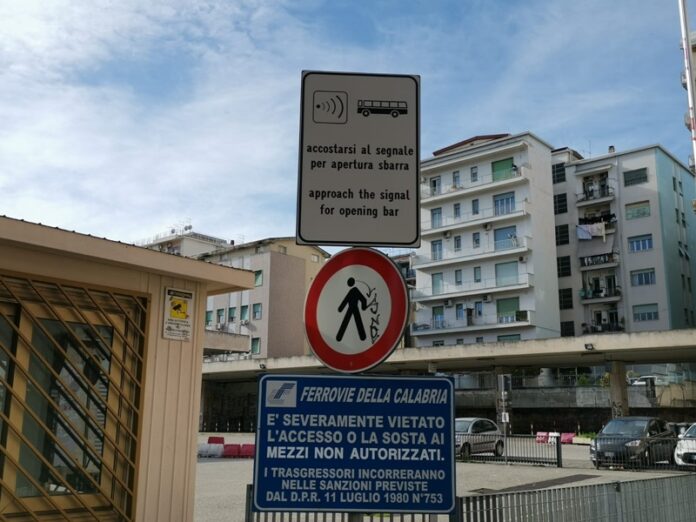 accostarsi al segnale
per apertura sbarra
approach the signal
for opening bar
FERROVIE DELLA CALABRIA
E' SEVERAMENTE VIETATO
L'ACCESSO O LA SOSTA AI
MEZZI NON AUTORIZZATI.
I TRASGRESSORI INCORRERANNO
NELLE SANZIONI PREVISTE
DAL D.P.R. 11 LUGLIO 1980 N°753